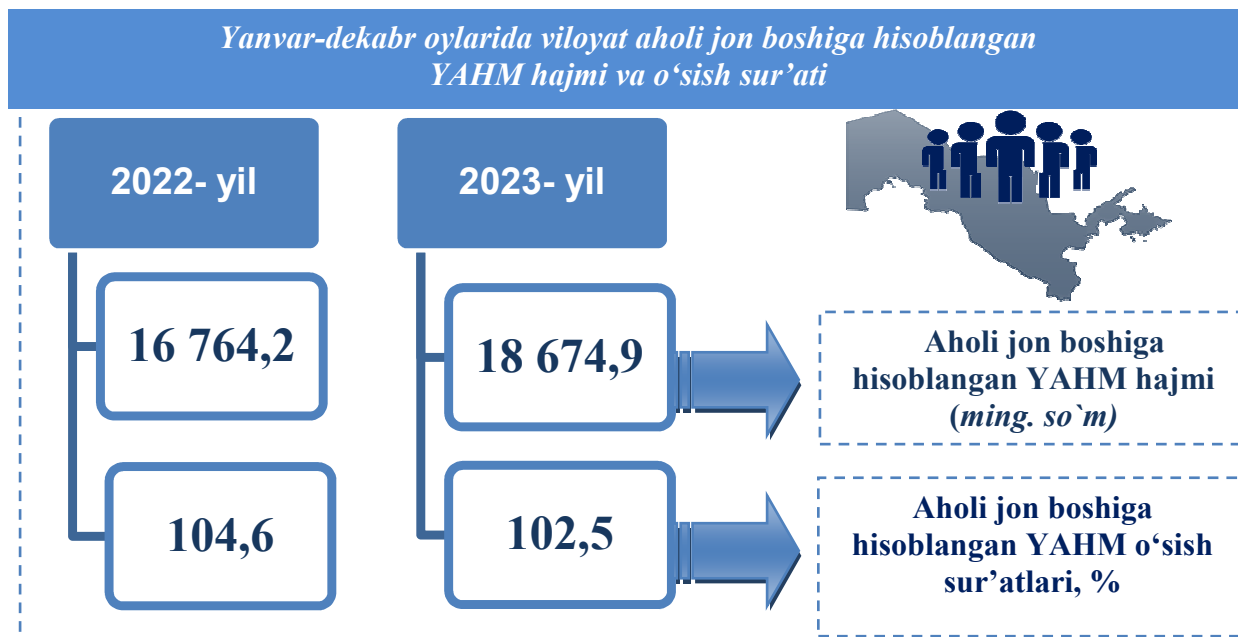 Yanvar-dekabr oylarida viloyat aholi jon boshiga hisoblangan
YAHM hajmi va o‘sish sur’ati
2022- yil
2023- yil
16 764,2
18 674,9
Aholi jon boshiga
hisoblangan YAHM hajmi
(ming. so`m)
104,6
102,5
Aholi jon boshiga
hisoblangan YAHM o‘sish
sur’atlari, %